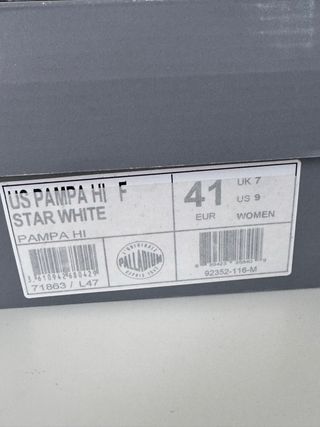 US PAMPA HI F
STAR WHITE
PAMPA HI
71863 / L47
PALLADIUM
41
EUR
UK 7
US 9
WOMEN
92352-116-M